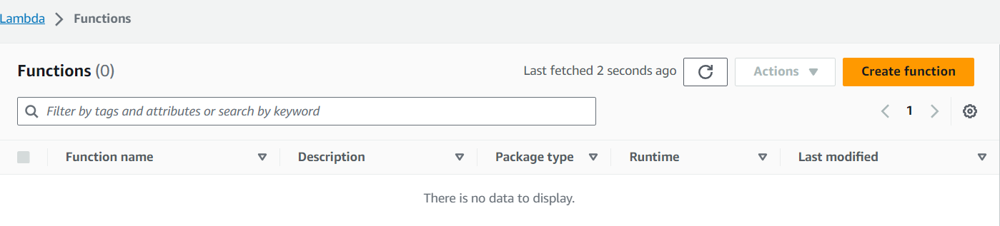 Lambda > Functions
Functions (0) Last fetched 2 seconds ago Actions Create function
Filter by tags and attributes or search by keyword 1
Function name Description Package type Runtime Last modified
There is no data to display.